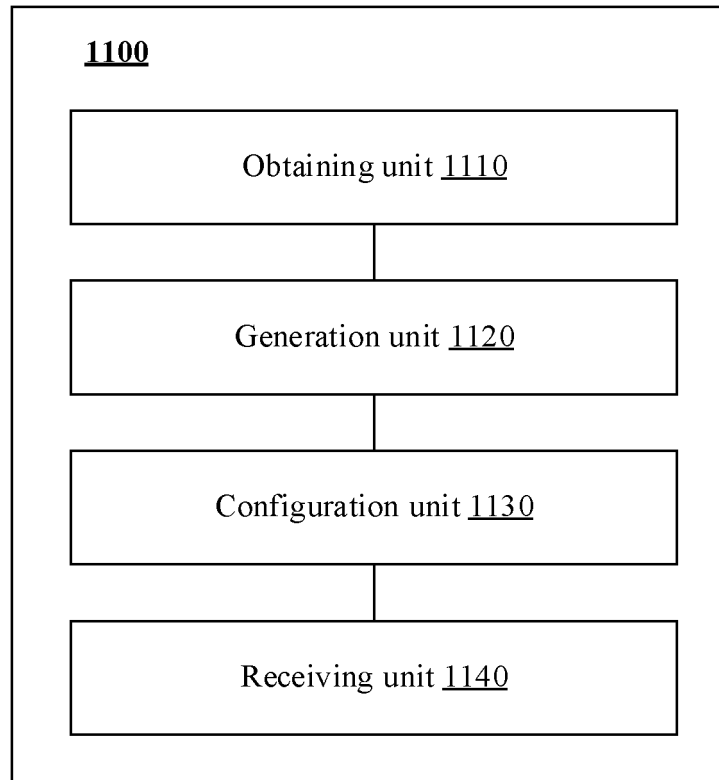 1100
Obtaining unit 1110
Generation unit 1120
Configuration unit 1130
Receiving unit 1140